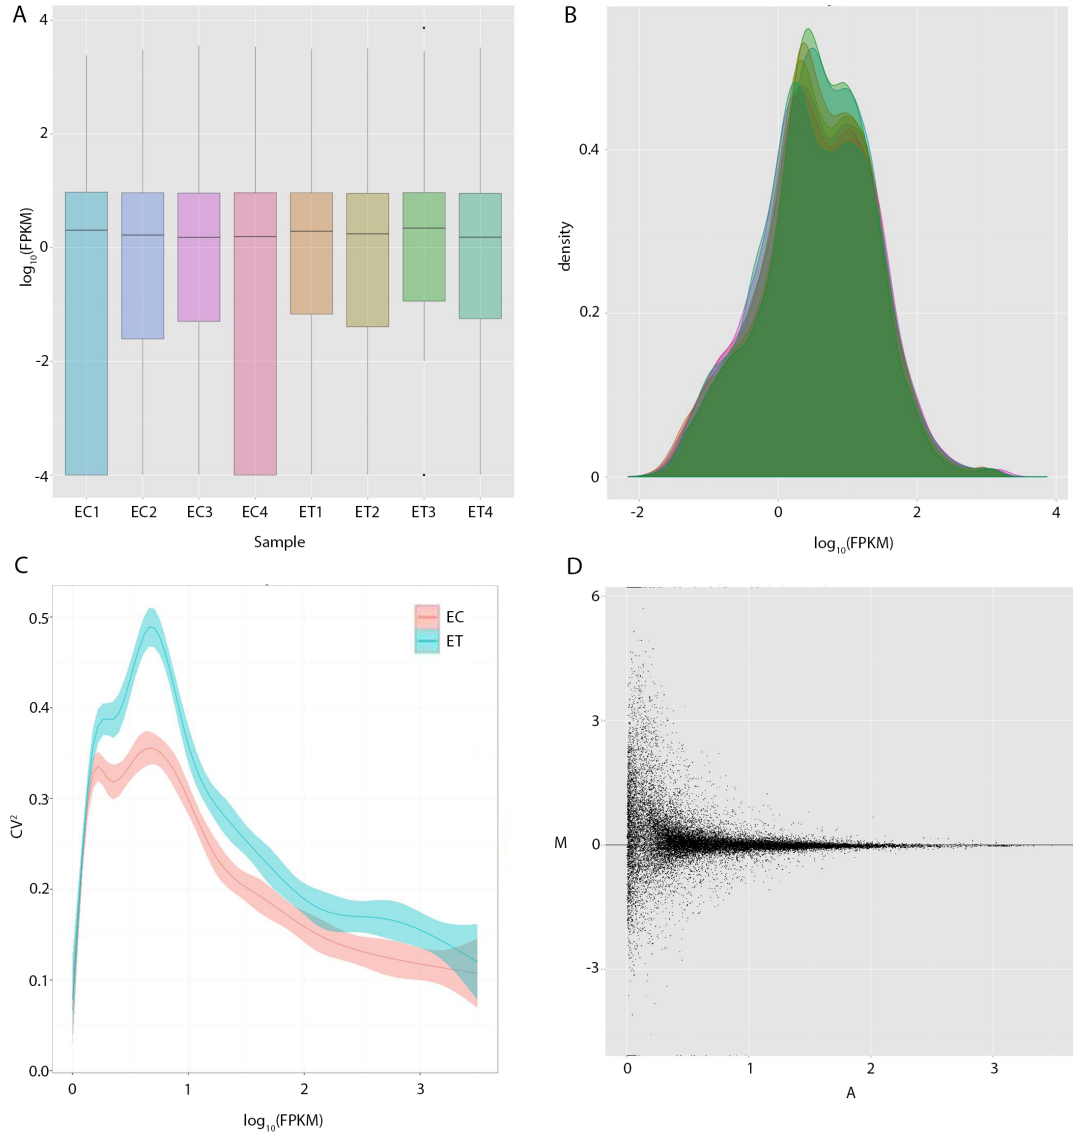 A
4
2
0
-2
-4
log₁₀(FPKM)
EC1 EC2 EC3 EC4 ET1 ET2 ET3 ET4
Sample
B
0.4
0.2
0
density
-2 0 2 4
log₁₀(FPKM)
C
0.5
0.4
0.3
0.2
0.1
0.0
CV²
EC
ET
0 1 2 3
log₁₀(FPKM)
D
6
3
0
-3
M
0 1 2 3
A